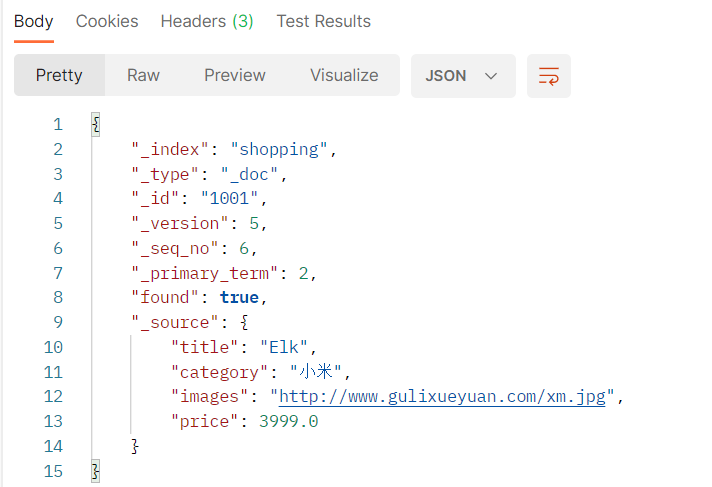 Body Cookies Headers (3) Test Results
Pretty Raw Preview Visualize JSON
1 {
2 "_index": "shopping",
3 "_type": "_doc",
4 "_id": "1001",
5 "_version": 5,
6 "_seq_no": 6,
7 "_primary_term": 2,
8 "found": true,
9 "_source": {
10 "title": "Elk",
11 "category": "小米",
12 "images": "http://www.gulixueyuan.com/xm.jpg",
13 "price": 3999.0
14 }
15 }